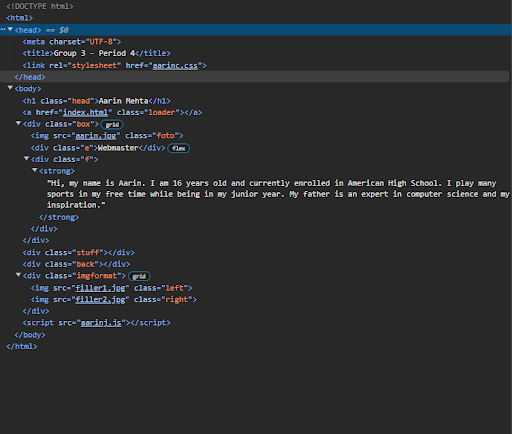 <!DOCTYPE html>
<html>
··· <head> == $0
<meta charset="UTF-8">
<title>Group 3 - Period 4</title>
<link rel="stylesheet" href="aarinc.css">
</head>
<body>
<h1 class="head">Aarin Mehta</h1>
<a href="index.html" class="loader"></a>
<div class="box"> grid
<img src="aarin.jpg" class="foto">
<div class="e">Webmaster</div> flex
<div class="f">
<strong>
"Hi, my name is Aarin. I am 16 years old and currently enrolled in American High School. I play many
sports in my free time while being in my junior year. My father is an expert in computer science and my
inspiration."
</strong>
</div>
</div>
<div class="stuff"></div>
<div class="back"></div>
<div class="imgformat"> grid
<img src="filler1.jpg" class="left">
<img src="filler2.jpg" class="right">
</div>
<script src="aarinj.js"></script>
</body>
</html>